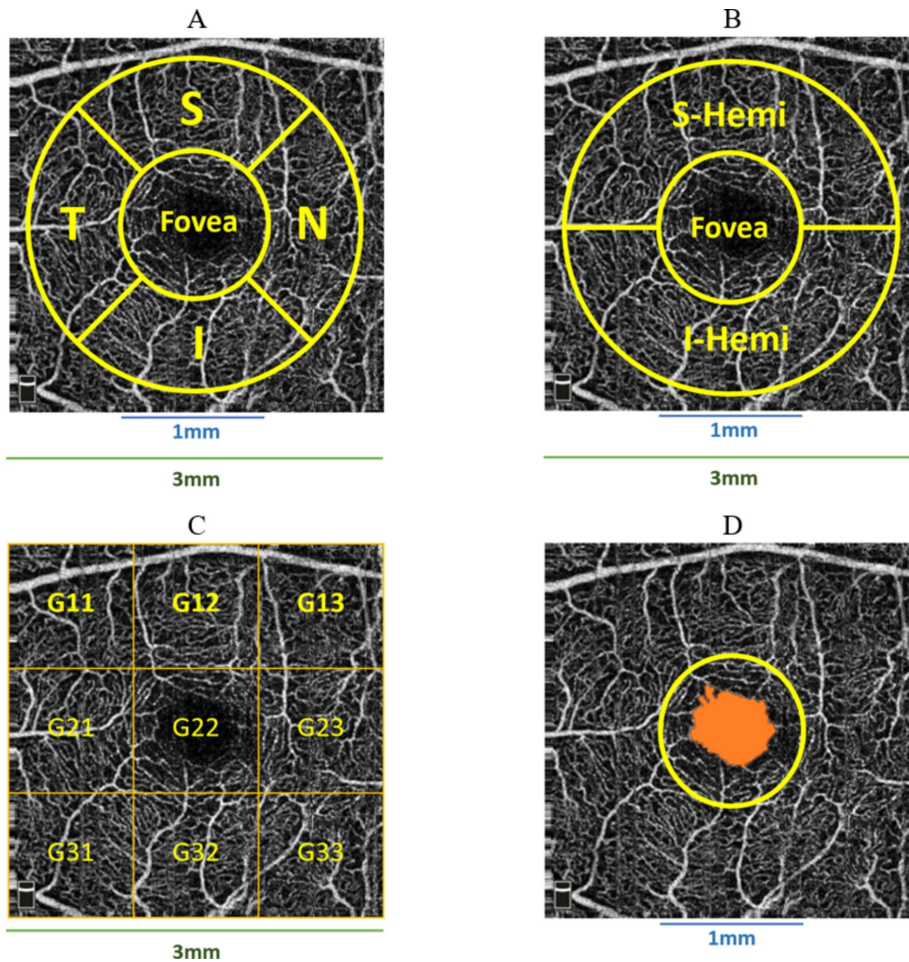 A
B
S
T
Fovea
N
I
S-Hemi
Fovea
I-Hemi
1mm
3mm
1mm
3mm
C
D
G11 G12 G13
G21 G22 G23
G31 G32 G33
3mm
1mm